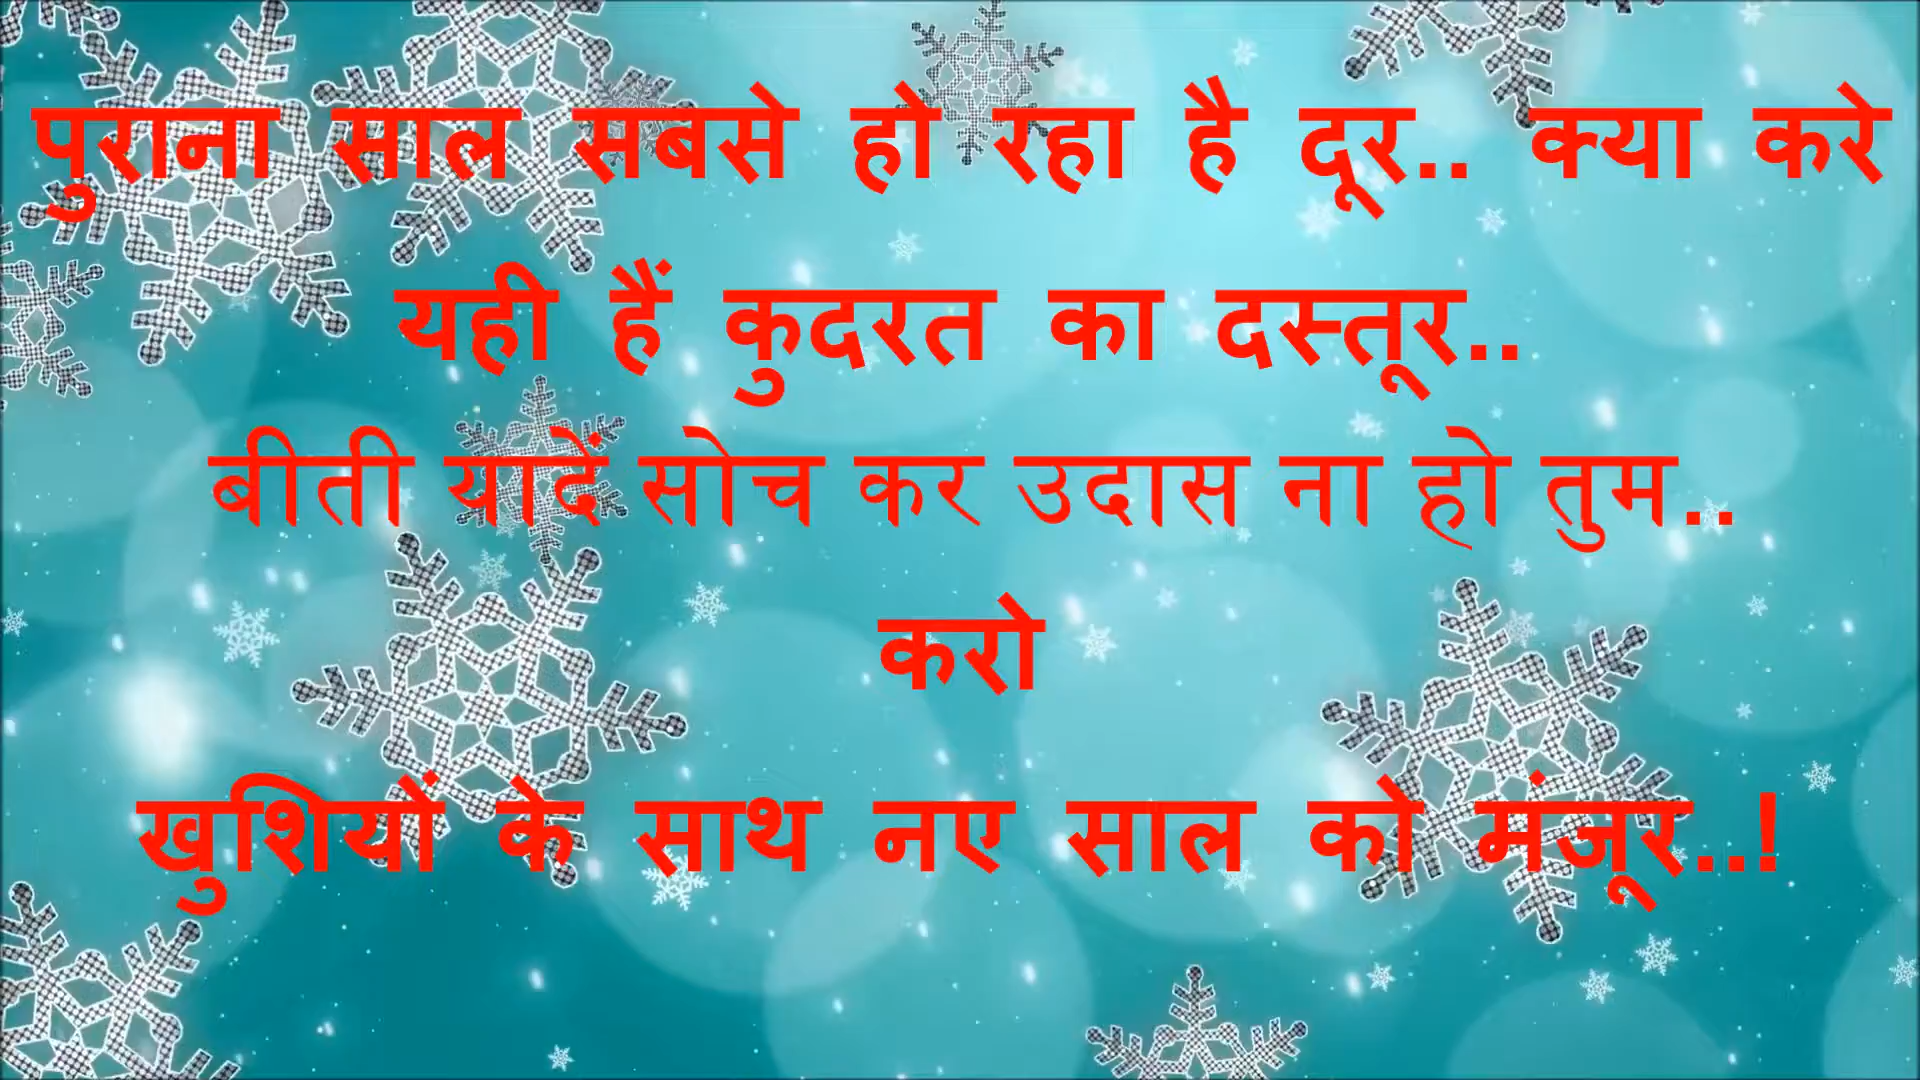 पुराना साल सबसे हो रहा है दूर.. क्या करे
यही हैं कुदरत का दस्तूर..
बीती यादें सोच कर उदास ना हो तुम..
करो
खुशियों के साथ नए साल को मंजूर..!